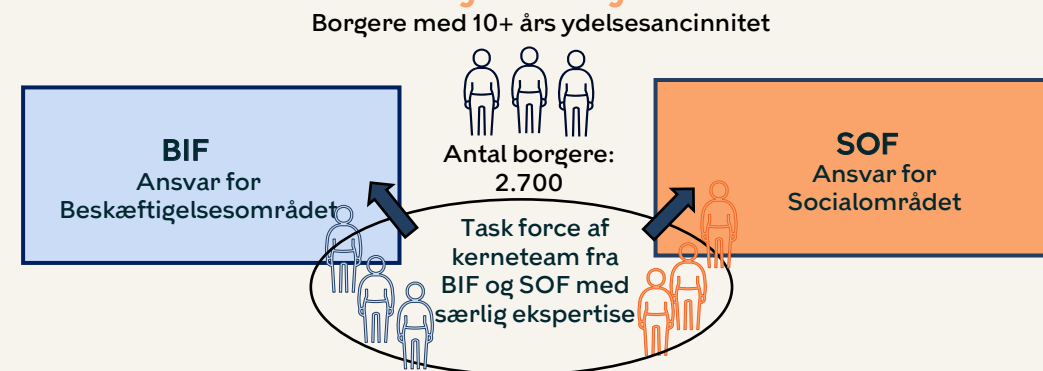 Borgere med 10+ års ydelsesancinnitet
BIF
Ansvar for
Beskæftigelsesområdet
Antal borgere:
2.700
SOF
Ansvar for
Socialområdet
Task force af
kerneteam fra
BIF og SOF med
særlig ekspertise